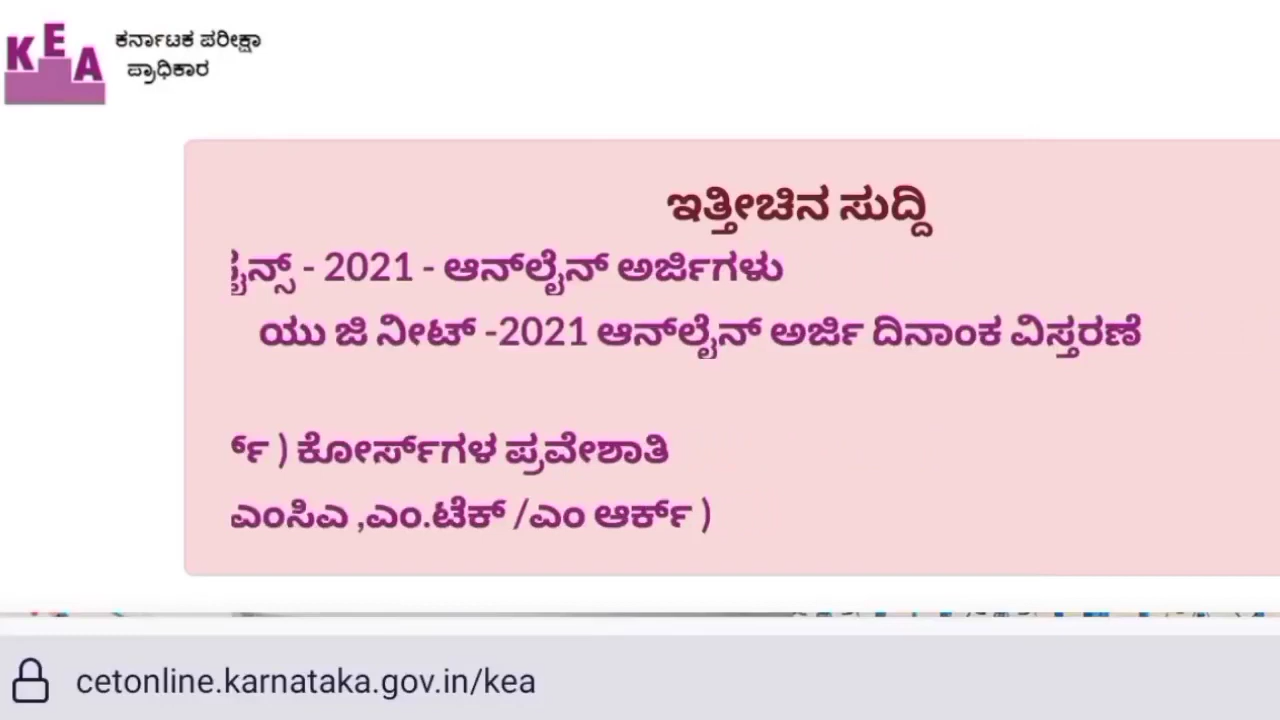 KEA
ಕರ್ನಾಟಕ ಪರೀಕ್ಷಾ
ಪ್ರಾಧಿಕಾರ
ಇತ್ತೀಚಿನ ಸುದ್ದಿ
- 2021 - ಆನ್‌ಲೈನ್ ಅರ್ಜಿಗಳು
ಯು ಜಿ ನೀಟ್ -2021 ಆನ್‌ಲೈನ್ ಅರ್ಜಿ ದಿನಾಂಕ ವಿಸ್ತರಣೆ
) ಕೋರ್ಸ್‌ಗಳ ಪ್ರವೇಶಾತಿ
ಎಂಸಿಎ ,ಎಂ.ಟೆಕ್ /ಎಂ ಆರ್ಕ್ )
cetonline.karnataka.gov.in/kea